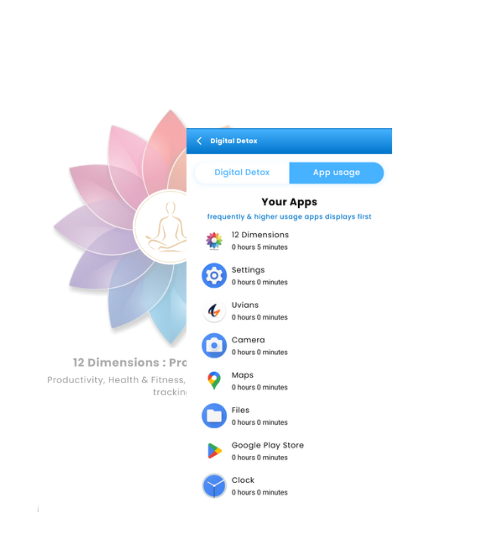 Digital Detox
Digital Detox
App usage
Your Apps
frequently & higher usage apps displays first
12 Dimensions
0 hours 5 minutes
Settings
0 hours 0 minutes
Uvians
0 hours 0 minutes
Camera
0 hours 0 minutes
Maps
0 hours 0 minutes
Files
0 hours 0 minutes
Google Play Store
0 hours 0 minutes
Clock
0 hours 0 minutes
12 Dimensions :
Productivity, Health & Fitness,